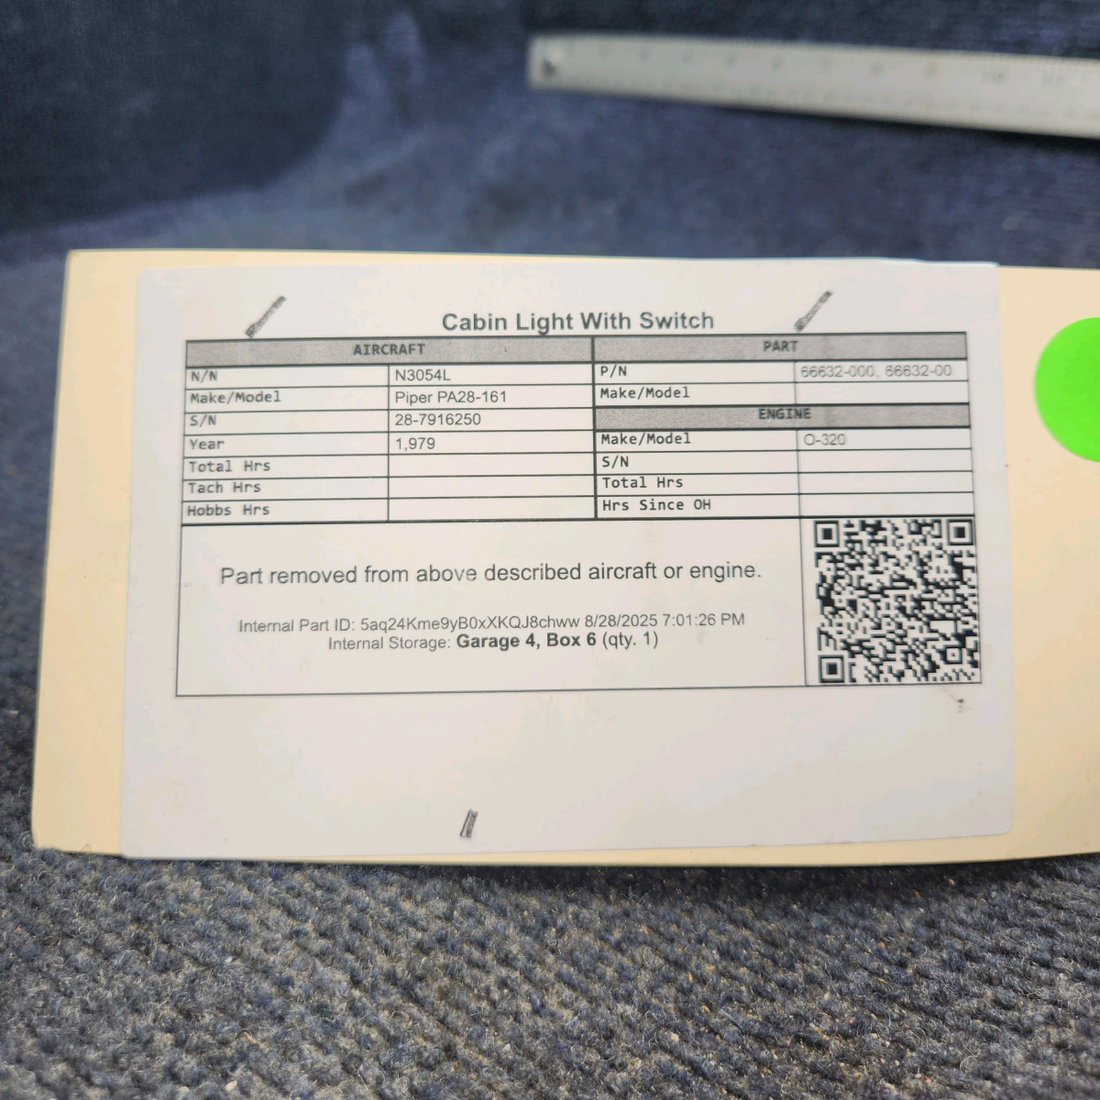 Cabin Light With Switch
AIRCRAFT PART
N/N N3054L P/N 66632-000, 66632-00
Make/Model Piper PA28-161 Make/Model
S/N 28-7916250 ENGINE
Year 1,979 Make/Model O-320
Total Hrs S/N
Tach Hrs Total Hrs
Hobbs Hrs Hrs Since OH
Part removed from above described aircraft or engine.
Internal Part ID: 5aq24Kme9yB0xXKQJ8chww 8/28/2025 7:01:26 PM
Internal Storage: Garage 4, Box 6 (qty. 1)